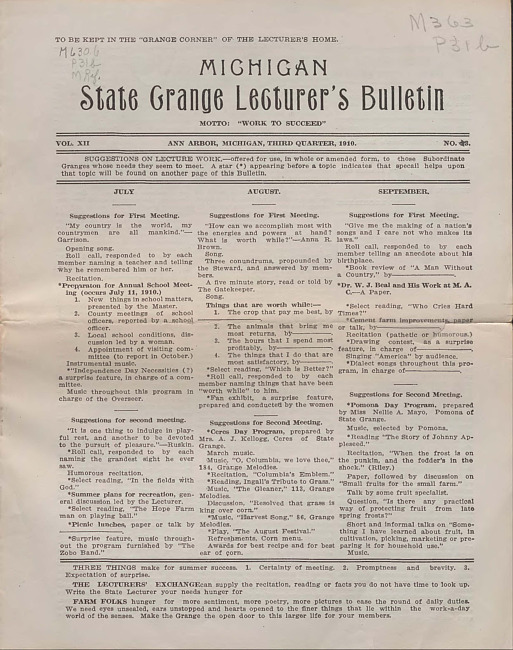 M363
P31b
TO BE KEPT IN THE "GRANGE CORNER" OF THE LECTURER'S HOME.
M630.6
P31b
MICHIGAN
State Grange Lecturer's Bulletin
MOTTO: "WORK TO SUCCEED"
VOL. XII ANN ARBOR, MICHIGAN, THIRD QUARTER, 1910. NO. 3.
SUGGESTIONS ON LECTURE WORK,—offered for use, in whole or amended form, to those Subordinate
Granges whose needs they seem to meet. A star (*) appearing before a topic indicates that special helps upon
that topic will be found on another page of this Bulletin.
JULY
Suggestions for First Meeting.
"My country is the world, my
countrymen are all mankind."—
Garrison.
Opening song.
Roll call, responded to by each
member naming a teacher and telling
why he remembered him or her.
Recitation.
*Preparation for Annual School Meet-
ing (occurs July 11, 1910.)
1. New things in school matters,
presented by the Master.
2. County meetings of school
officers, reported by a school
officer.
3. Local school conditions, dis-
cussion led by a woman.
4. Appointment of visiting com-
mittee (to report in October.)
Instrumental music.
*"Independence Day Necessities (?)
a surprise feature, in charge of a com-
mittee.
Music throughout this program in
charge of the Overseer.
Suggestions for second meeting.
"It is one thing to indulge in play-
ful rest, and another to be devoted
to the pursuit of pleasure."—Ruskin.
*Roll call, responded to by each
naming the grandest sight he ever
saw.
Humorous recitation.
*Select reading, "In the fields with
God."
*Summer plans for recreation, gen-
eral discussion led by the Lecturer.
*Select reading, "The Hope Farm
man on playing ball."
*Picnic lunches, paper or talk by
*Surprise feature, music through-
out the program furnished by "The
Zobo Band."
AUGUST.
Suggestions for First Meeting.
"How can we accomplish most with
the energies and powers at hand?
What is worth while?"—Anna R.
Brown.
Song.
Three conundrums, propounded by
the Steward, and answered by mem-
bers.
A five minute story, read or told by
The Gatekeeper.
Song.
Things that are worth while:—
1. The crop that pay me best, by
2. The animals that bring me
most returns, by
3. The hours that I spend most
profitably, by
4. The things that I do that are
most satisfactory, by
*Select reading, "Which is Better?"
*Roll call, responded to by each
member naming things that have been
"worth while" to him.
*Fan exhibit, a surprise feature,
prepared and conducted by the women
Suggestions for Second Meeting.
*Ceres Day Program, prepared by
Mrs. A. J. Kellogg, Ceres of State
Grange.
March music.
Music, "O, Columbia, we love thee,"
184, Grange Melodies.
*Recitation, "Columbia's Emblem."
*Reading, Ingall's Tribute to Grass."
Music, "The Gleaner," 113, Grange
Melodies.
Discussion, "Resolved that grass is
king over corn."
*Music, "Harvest Song," 86, Grange
Melodies.
*Play, "The August Festival."
Refreshments, Corn menu.
Awards for best recipe and for best
ear of corn.
SEPTEMBER.
Suggestions for First Meeting.
"Give me the making of a nation's
songs and I care not who makes its
laws."
Roll call, responded to by each
member telling an anecdote about his
birthplace.
*Book review of "A Man Without
a Country," by
*Dr. W. J. Beal and His Work at M. A.
C.—A Paper.
*Select reading, "Who Cries Hard
Times?"
*Cement farm improvements, paper
or talk, by
Recitation (pathetic or humorous.)
*Drawing contest, as a surprise
feature, in charge of
Singing "America" by audience.
*Dialect songs throughout this pro-
gram, in charge of
Suggestions for Second Meeting.
*Pomona Day Program, prepared
by Miss Nellie A. Mayo, Pomona of
State Grange.
Music, selected by Pomona.
*Reading "The Story of Johnny Ap-
plessed."
*Recitation, "When the frost is on
the punkin, and the fodder's in the
shock." (Riley.)
Paper, followed by discussion on
"Small fruits for the small farm."
Talk by some fruit specialist.
Question, "Is there any practical
way of protecting fruit from late
spring frosts?"
Short and informal talks on "Some-
thing I have learned about fruit, in
cultivation, picking, marketing or pre-
paring it for household use."
Music.
THREE THINGS make for summer success. 1. Certainty of meeting. 2. Promptness and brevity. 3.
Expectation of surprise.
THE LECTURERS' EXCHANGE can supply the recitation, reading or facts you do not have time to look up.
Write the State Lecturer your needs hunger for
FARM FOLKS hunger for more sentiment, more poetry, more pictures to ease the round of daily duties.
We need eyes unsealed, ears unstopped and hearts opened to the finer things that lie within the work-a-day
world of the senses. Make the Grange the open door to this larger life for your members.